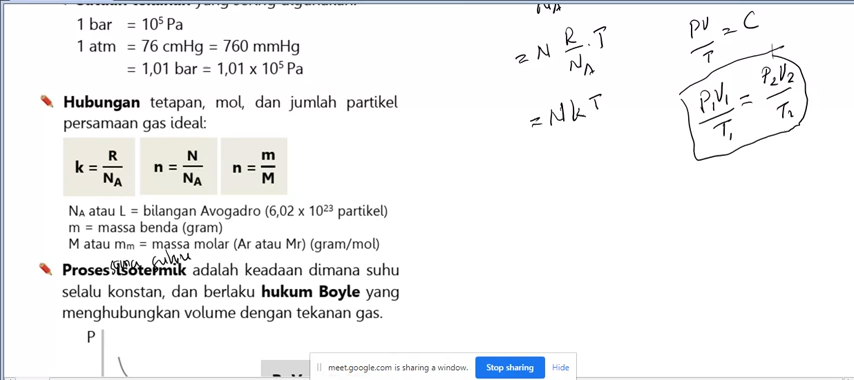 1 bar = 10⁵ Pa
1 atm = 76 cmHg = 760 mmHg
= 1,01 bar = 1,01 x 10⁵ Pa
Hubungan tetapan, mol, dan jumlah partikel
persamaan gas ideal:
k = R/N_A n = N/N_A n = m/M
N_A atau L = bilangan Avogadro (6,02 x 10²³ partikel)
m = massa benda (gram)
M atau m_m = massa molar (Ar atau Mr) (gram/mol)
suhu
Proses isotermik adalah keadaan dimana suhu
selalu konstan, dan berlaku hukum Boyle yang
menghubungkan volume dengan tekanan gas.
P
N_A
= N R/N_A . T
= N k T
PV/T = C
P₁V₁/T₁ = P₂V₂/T₂
meet.google.com is sharing a window. Stop sharing Hide